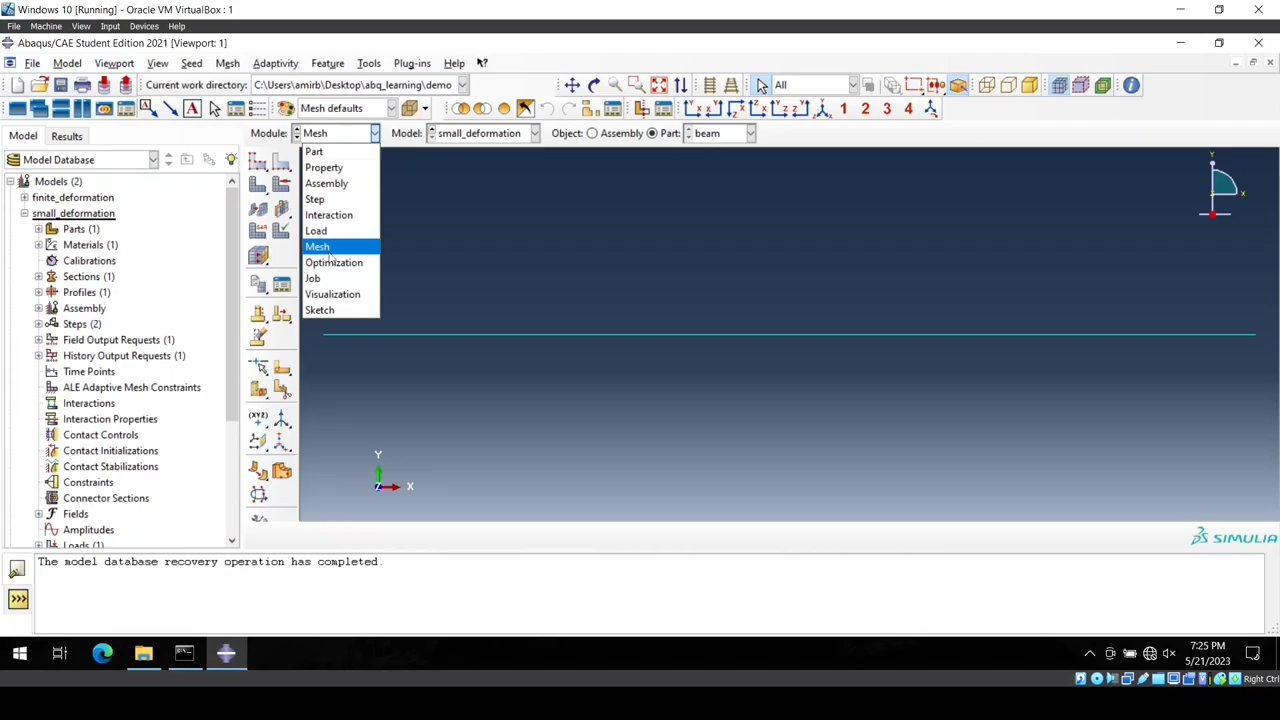 Windows 10 [Running] - Oracle VM VirtualBox : 1
File Machine View Input Devices Help
Abaqus/CAE Student Edition 2021 [Viewport: 1]
File Model Viewport View Seed Mesh Adaptivity Feature Tools Plug-ins Help
Current work directory: C:\Users\amirb\Desktop\abq_learning\demo
All
Mesh defaults
1 2 3 4
Model Results
Module: Mesh Model: small_deformation Object: Assembly Part: beam
Model Database
Models (2)
finite_deformation
small_deformation
Parts (1)
Materials (1)
Calibrations
Sections (1)
Profiles (1)
Assembly
Steps (2)
Field Output Requests (1)
History Output Requests (1)
Time Points
ALE Adaptive Mesh Constraints
Interactions
Interaction Properties
Contact Controls
Contact Initializations
Contact Stabilizations
Constraints
Connector Sections
Fields
Amplitudes
Loads (1)
Part
Property
Assembly
Step
Interaction
Load
Mesh
Optimization
Job
Visualization
Sketch
(XYZ)
Y
X
Z
Y
X
SIMULIA
The model database recovery operation has completed.
>>>
7:25 PM
5/21/2023
Right Ctrl